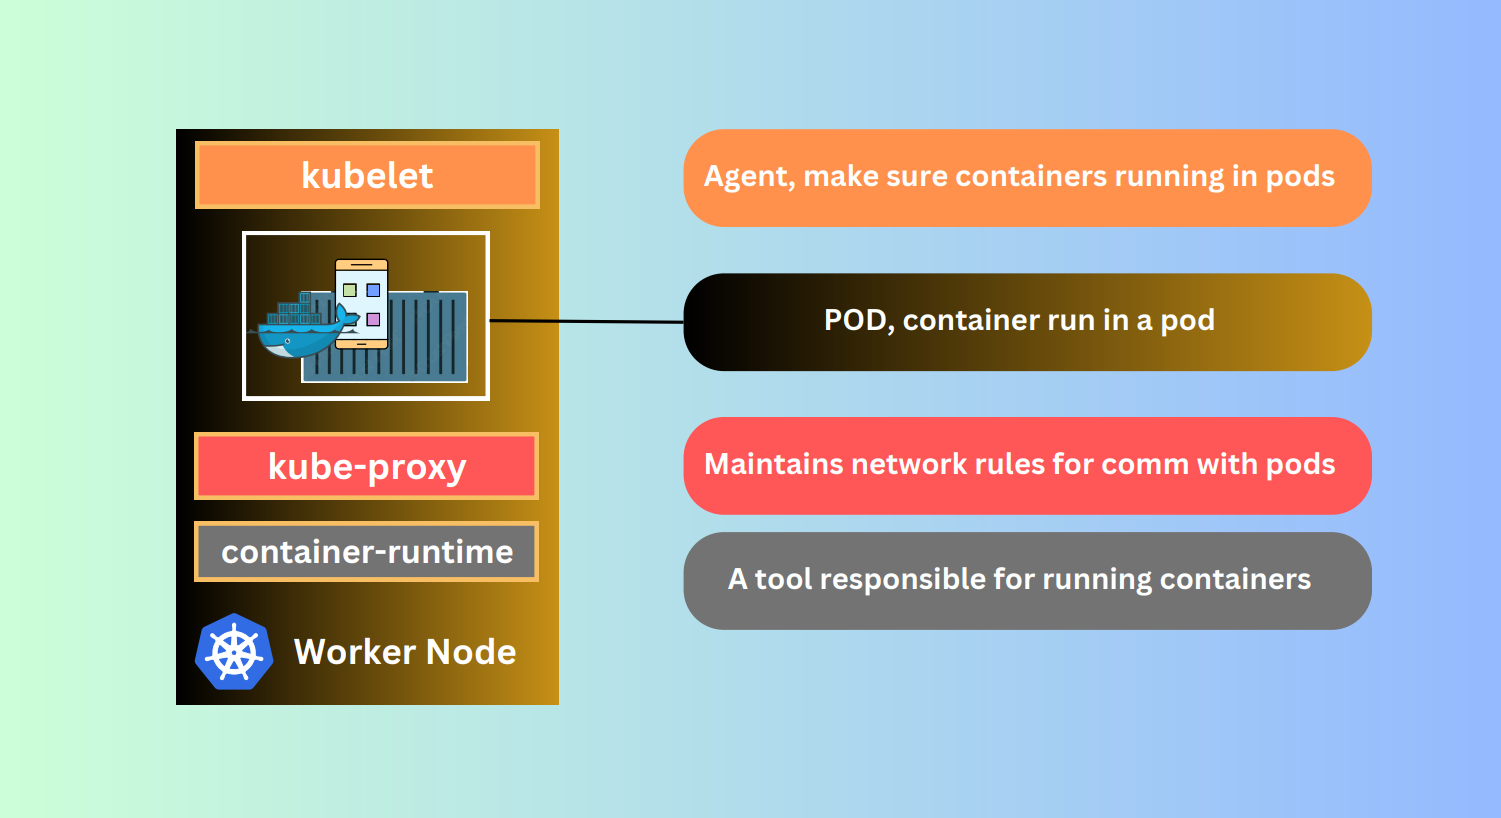 kubelet
Agent, make sure containers running in pods
POD, container run in a pod
kube-proxy
Maintains network rules for comm with pods
container-runtime
A tool responsible for running containers
Worker Node